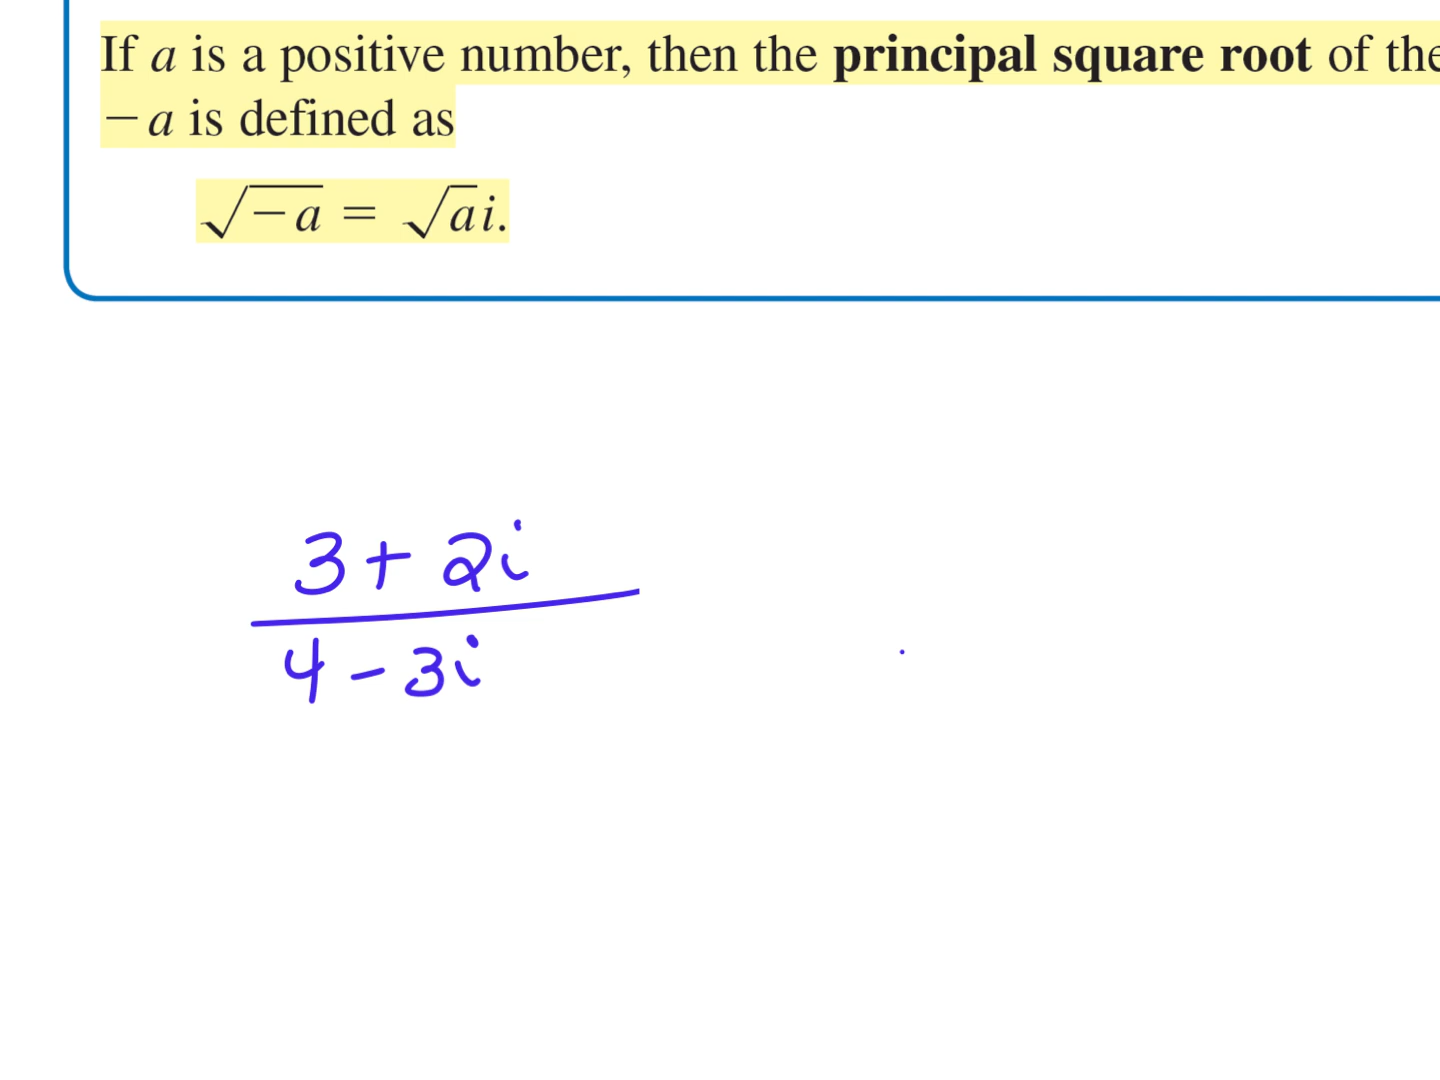 If a is a positive number, then the principal square root of the
−a is defined as
√−a = √a i.
3 + 2i
4 − 3i